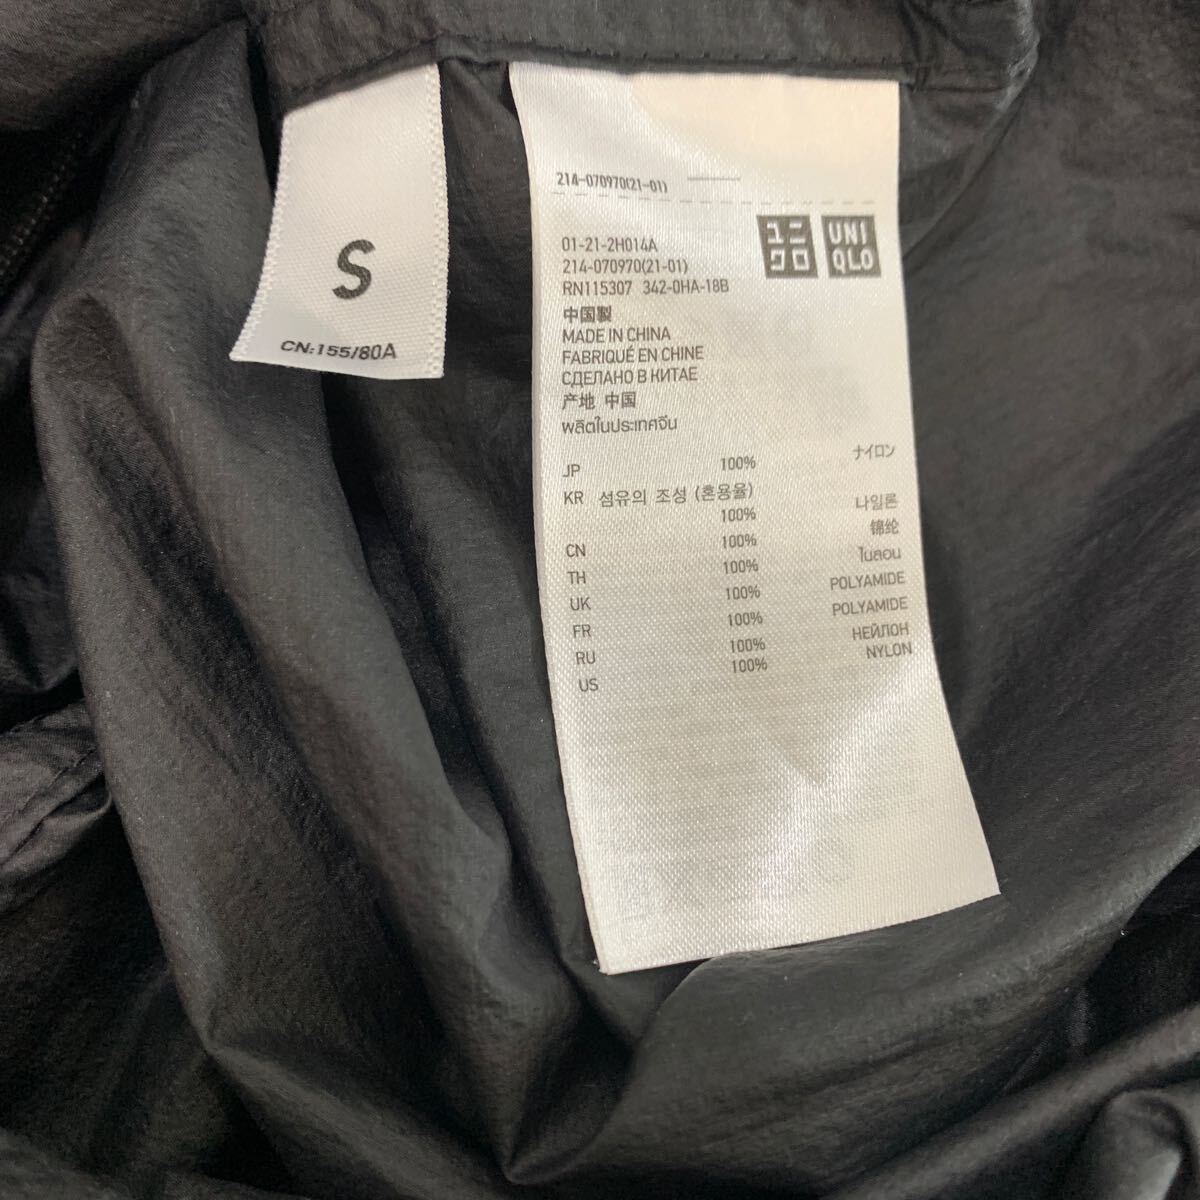 S
CN:155/80A
214-070970(21-01)
ユニ
クロ
UNI
QLO
01-21-2H014A
214-070970(21-01)
RN115307 342-0HA-18B
中国製
MADE IN CHINA
FABRIQUÉ EN CHINE
СДЕЛАНО В КИТАЕ
产地 中国
ผลิตในประเทศจีน
JP 100% ナイロン
KR 섬유의 조성 (혼용율)
100% 나일론
CN 100% 锦纶
TH 100% ไนลอน
UK 100% POLYAMIDE
FR 100% POLYAMIDE
RU 100% НЕЙЛОН
US 100% NYLON